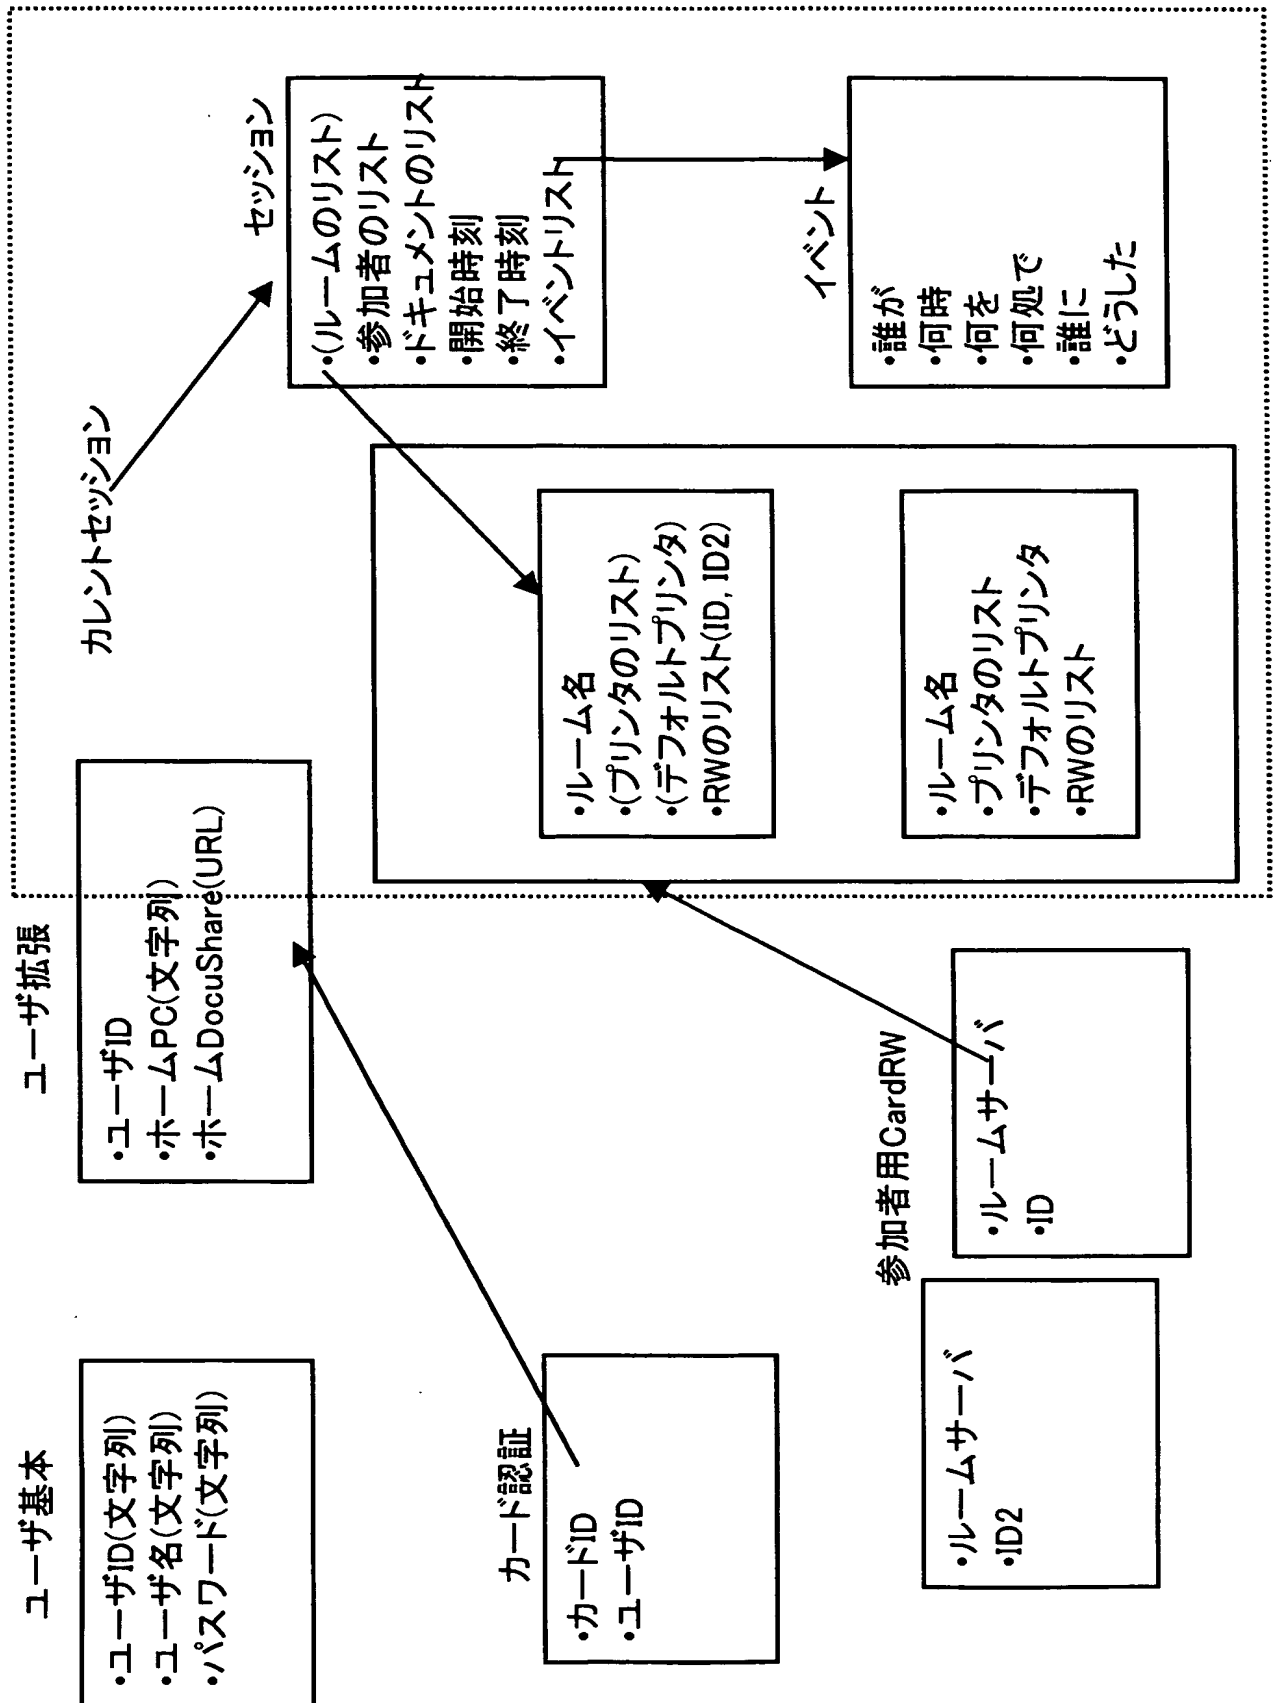 ユーザ基本
・ユーザID(文字列)
・ユーザ名(文字列)
・パスワード(文字列)
ユーザ拡張
・ユーザID
・ホームPC(文字列)
・ホームDocuShare(URL)
カレントセッション
セッション
・(ルームのリスト)
・参加者のリスト
・ドキュメントのリスト
・開始時刻
・終了時刻
・イベントリスト
カード認証
・カードID
・ユーザID
・ルーム名
・(プリンタのリスト)
・(デフォルトプリンタ)
・RWのリスト(ID, ID2)
イベント
・誰が
・何時
・何を
・何処で
・誰に
・どうした
参加者用CardRW
・ルームサーバ
・ID2
・ルームサーバ
・ID
・ルーム名
・プリンタのリスト
・デフォルトプリンタ
・RWのリスト